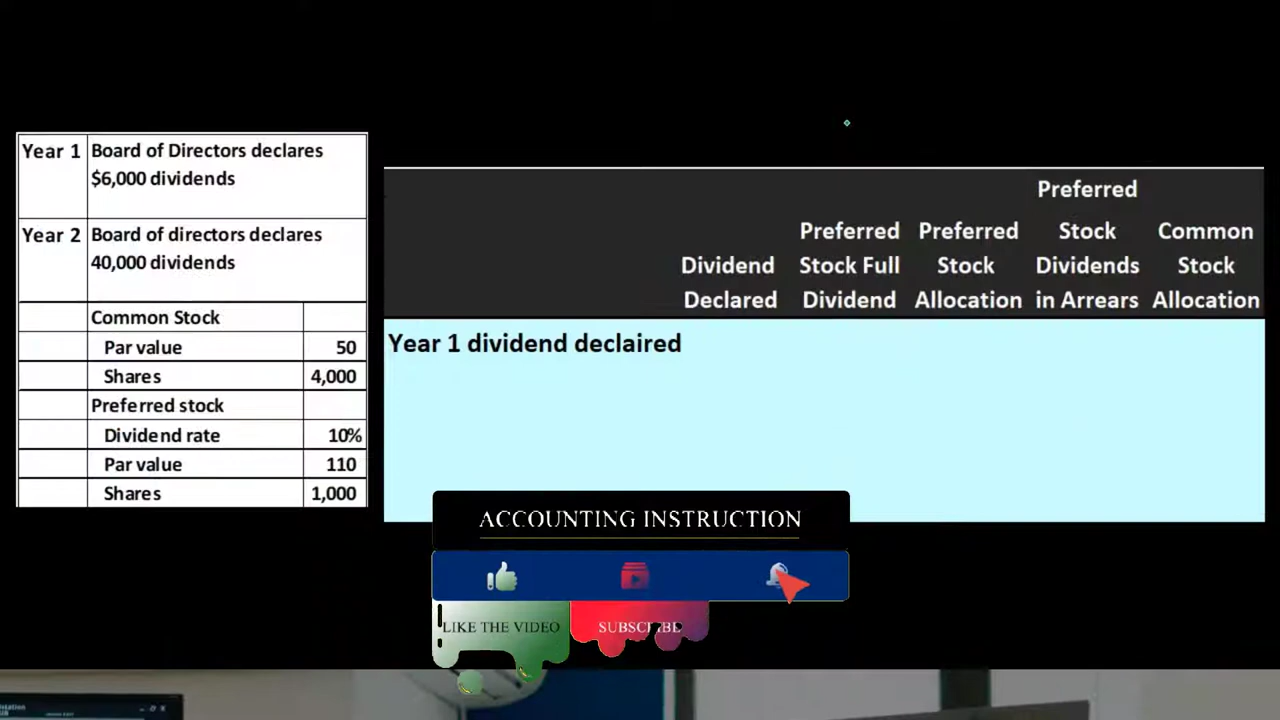 Year 1 Board of Directors declares
$6,000 dividends
Year 2 Board of directors declares
40,000 dividends
Common Stock
Par value 50
Shares 4,000
Preferred stock
Dividend rate 10%
Par value 110
Shares 1,000
Preferred
Preferred Preferred Stock Common
Dividend Stock Full Stock Dividends Stock
Declared Dividend Allocation in Arrears Allocation
Year 1 dividend declaired
ACCOUNTING INSTRUCTION
LIKE THE VIDEO SUBSCRIBE